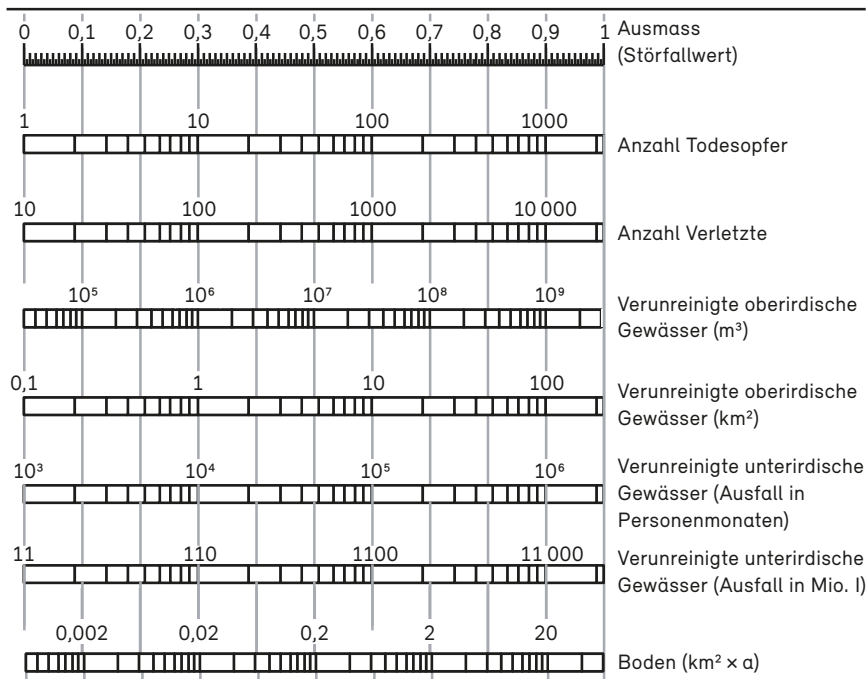 0 0,1 0,2 0,3 0,4 0,5 0,6 0,7 0,8 0,9 1
Ausmass
(Störfallwert)
1 10 100 1000
Anzahl Todesopfer
10 100 1000 10 000
Anzahl Verletzte
10⁵ 10⁶ 10⁷ 10⁸ 10⁹
Verunreinigte oberirdische
Gewässer (m³)
0,1 1 10 100
Verunreinigte oberirdische
Gewässer (km²)
10³ 10⁴ 10⁵ 10⁶
Verunreinigte unterirdische
Gewässer (Ausfall in
Personenmonaten)
11 110 1100 11 000
Verunreinigte unterirdische
Gewässer (Ausfall in Mio. l)
0,002 0,02 0,2 2 20
Boden (km² × a)